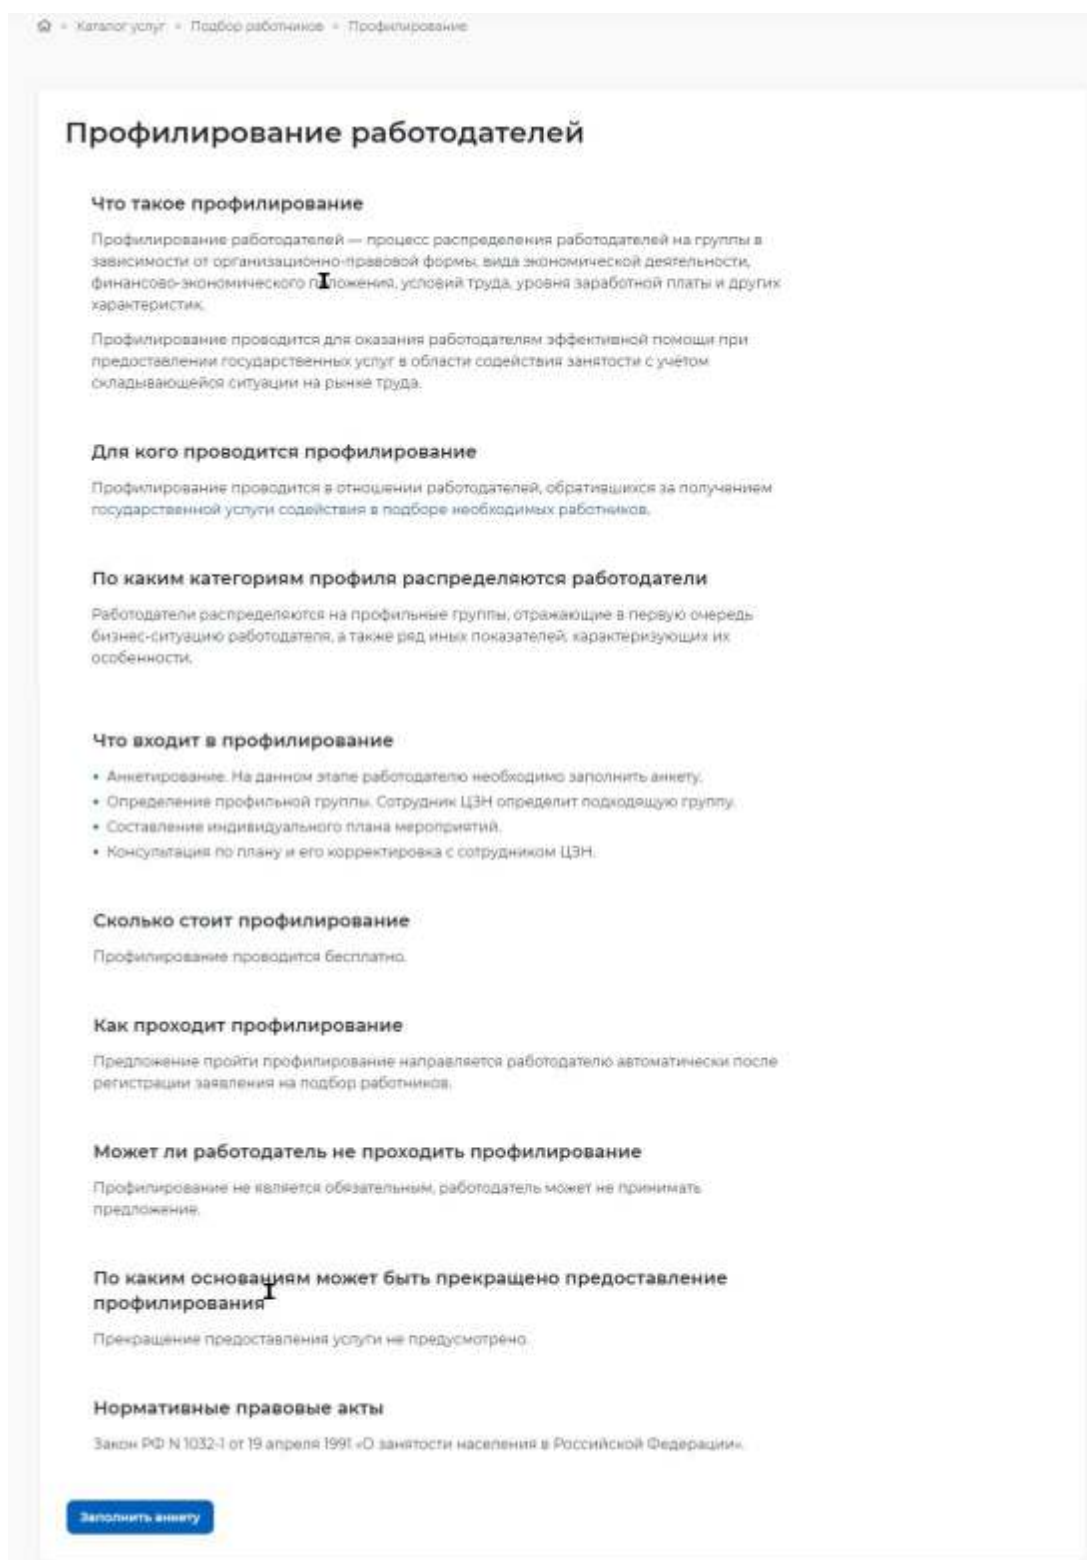 Каталог услуг • Подбор работников • Профилирование
Профилирование работодателей
Что такое профилирование
Профилирование работодателей — процесс распределения работодателей на группы в
зависимости от организационно-правовой формы, вида экономической деятельности,
финансово-экономического положения, условий труда, уровня заработной платы и других
характеристик.
Профилирование проводится для оказания работодателям эффективной помощи при
предоставлении государственных услуг в области содействия занятости с учётом
складывающейся ситуации на рынке труда.
Для кого проводится профилирование
Профилирование проводится в отношении работодателей, обратившихся за получением
государственной услуги содействия в подборе необходимых работников.
По каким категориям профиля распределяются работодатели
Работодатели распределяются на профильные группы, отражающие в первую очередь
бизнес-ситуацию работодателя, а также ряд иных показателей, характеризующих их
особенности.
Что входит в профилирование
• Анкетирование. На данном этапе работодателю необходимо заполнить анкету.
• Определение профильной группы. Сотрудник ЦЗН определит подходящую группу.
• Составление индивидуального плана мероприятий.
• Консультация по плану и его корректировка с сотрудником ЦЗН.
Сколько стоит профилирование
Профилирование проводится бесплатно.
Как проходит профилирование
Предложение пройти профилирование направляется работодателю автоматически после
регистрации заявления на подбор работников.
Может ли работодатель не проходить профилирование
Профилирование не является обязательным, работодатель может не принимать
предложение.
По каким основаниям может быть прекращено предоставление
профилирования
Прекращение предоставления услуги не предусмотрено.
Нормативные правовые акты
Закон РФ N 1032-1 от 19 апреля 1991 «О занятости населения в Российской Федерации».
Заполнить анкету